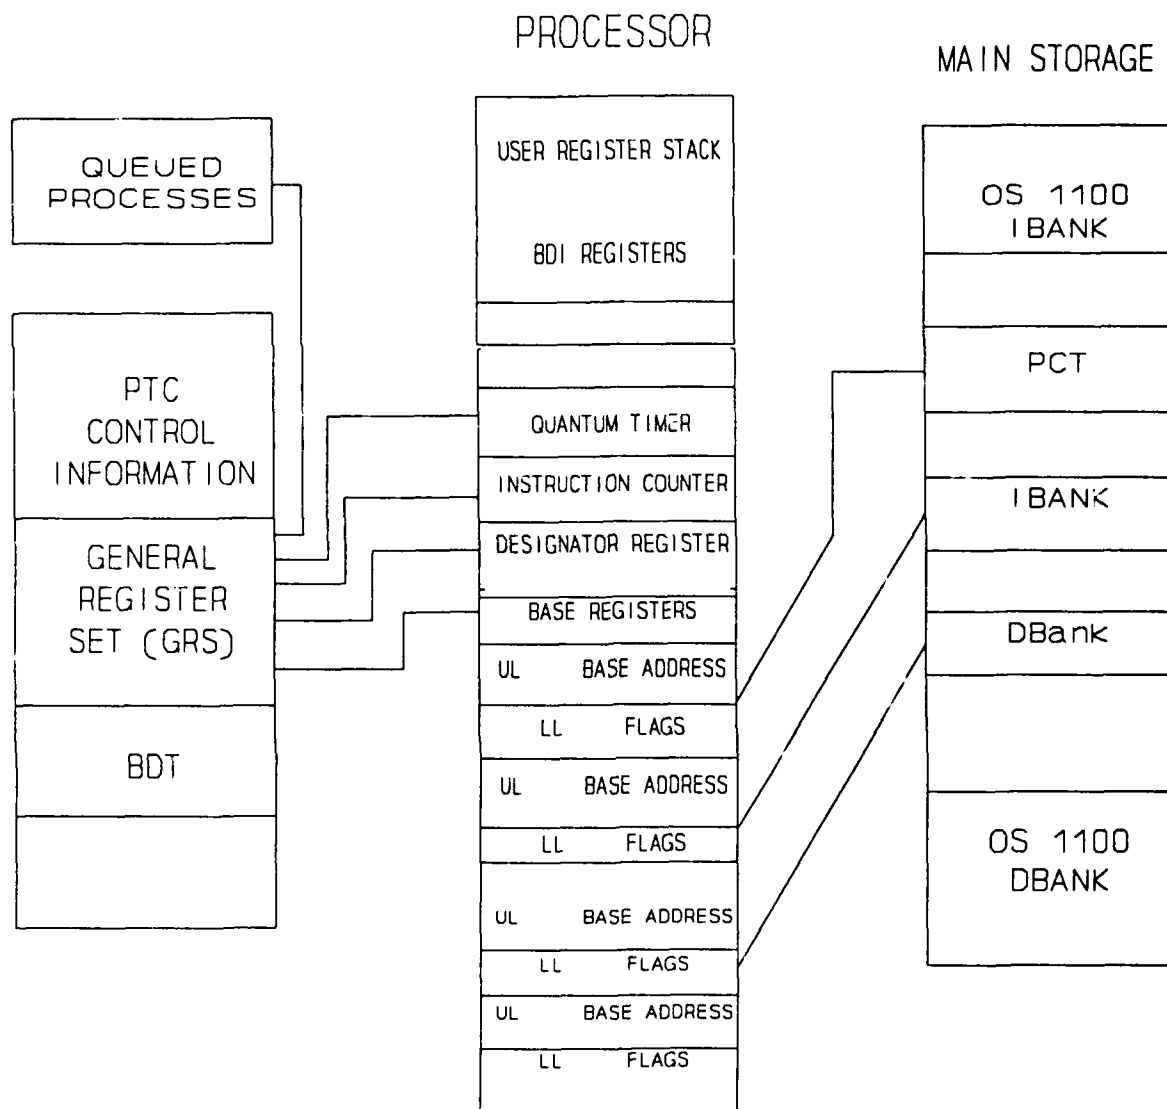 PROCESSOR
MAIN STORAGE
QUEUED
PROCESSES
PTC
CONTROL
INFORMATION
GENERAL
REGISTER
SET (GRS)
BDT
USER REGISTER STACK
BDI REGISTERS
QUANTUM TIMER
INSTRUCTION COUNTER
DESIGNATOR REGISTER
BASE REGISTERS
UL BASE ADDRESS
LL FLAGS
UL BASE ADDRESS
LL FLAGS
UL BASE ADDRESS
LL FLAGS
UL BASE ADDRESS
LL FLAGS
OS 1100
IBANK
PCT
IBANK
DBank
OS 1100
DBANK